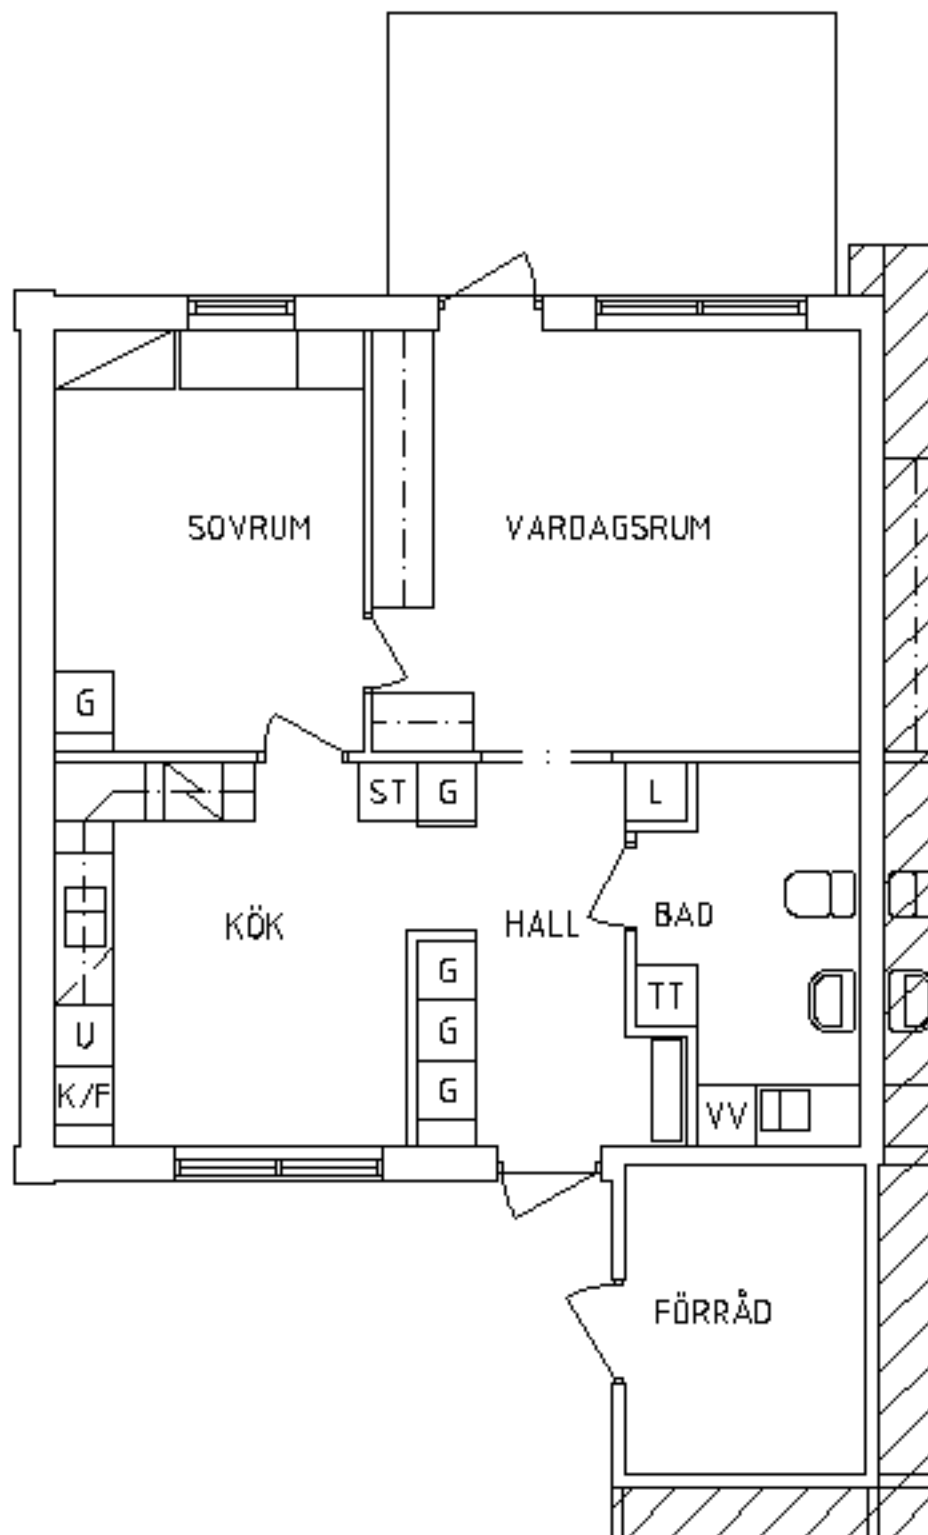 SOVRUM
VARDAGSRUM
G
ST
G
L
KÖK
HALL
BAD
G
TT
G
U
K/F
G
VV
FÖRRÅD